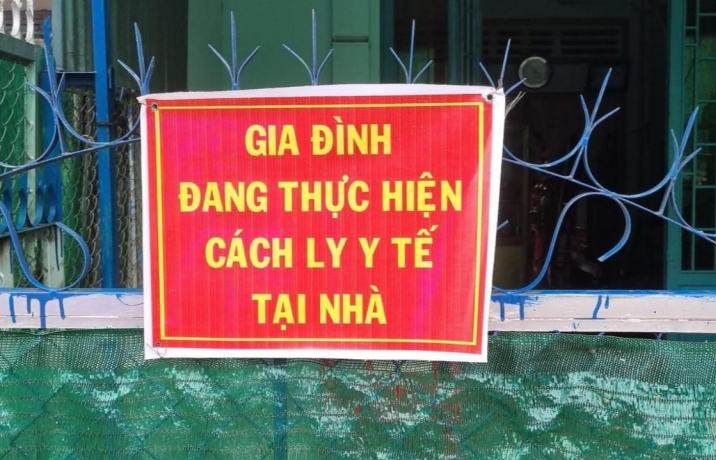 GIA ĐÌNH
ĐANG THỰC HIỆN
CÁCH LY Y TẾ
TẠI NHÀ